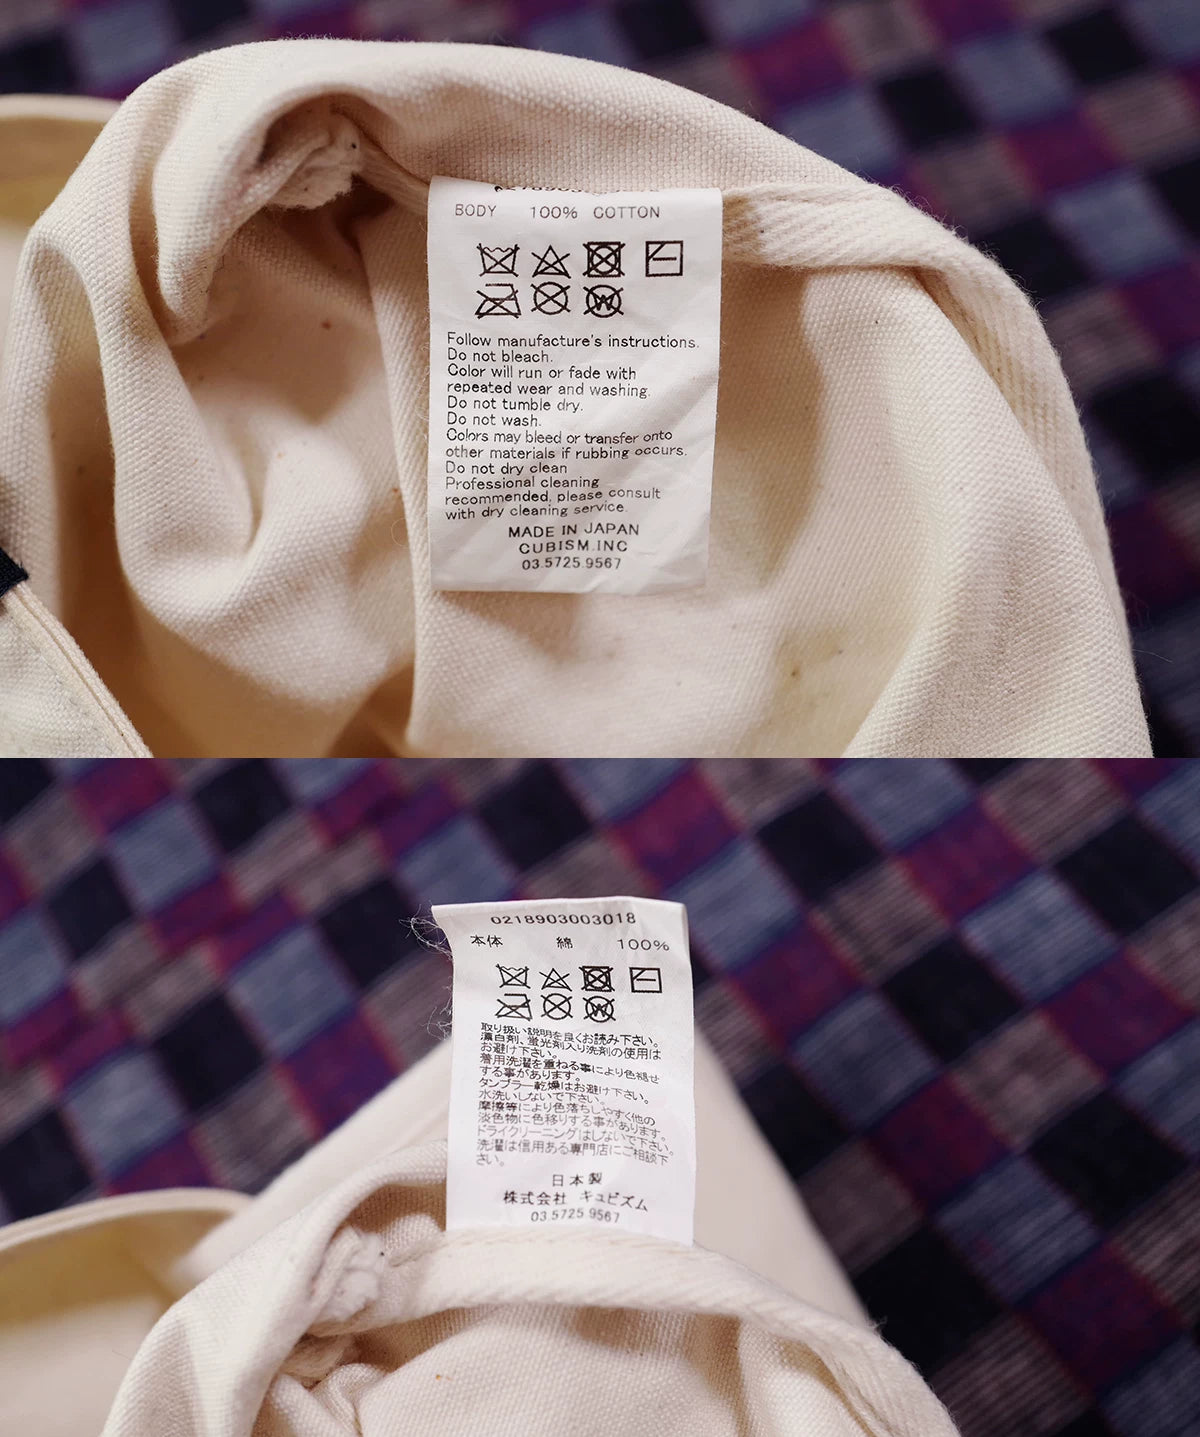 BODY 100% COTTON
W
Follow manufacture's instructions.
Do not bleach.
Color will run or fade with
repeated wear and washing.
Do not tumble dry.
Do not wash.
Colors may bleed or transfer onto
other materials if rubbing occurs.
Do not dry clean
Professional cleaning
recommended, please consult
with dry cleaning service.
MADE IN JAPAN
CUBISM.INC
03.5725.9567
0218903003018
本体 綿 100%
W
取り扱い説明を良くお読み下さい。
漂白剤、蛍光剤入り洗剤の使用は
お避け下さい。
着用洗濯を重ねる事により色褪せ
する事があります。
タンブラー乾燥はお避け下さい。
水洗いしないで下さい。
摩擦等により色落ちしやすく他の
淡色物に色移りする事があります。
ドライクリーニングはしないで下さい。
洗濯は信用ある専門店にご相談下
さい。
日本製
株式会社 キュビズム
03.5725.9567